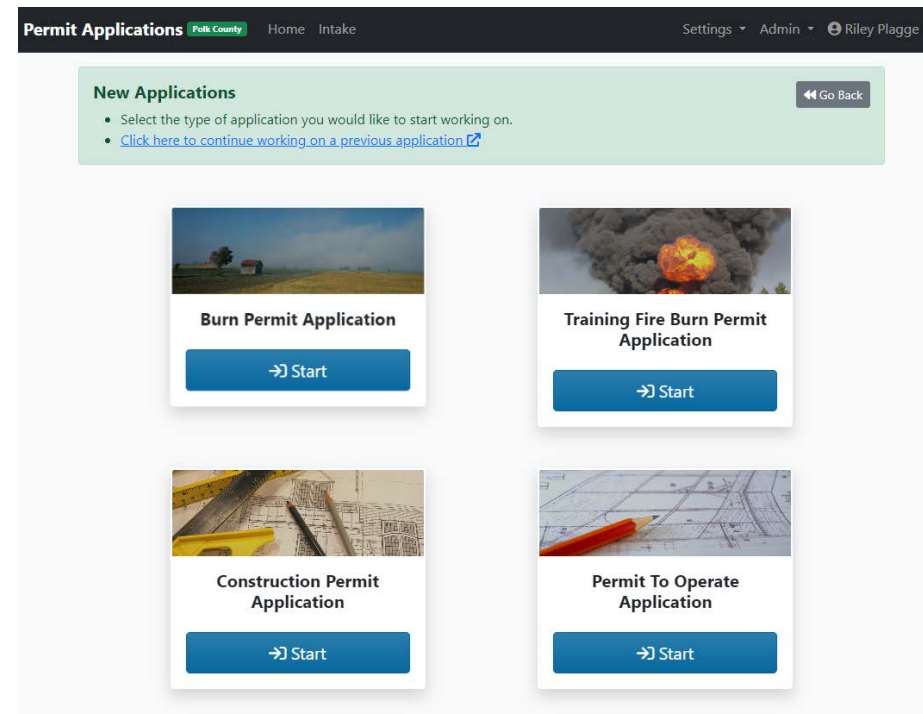 Permit Applications Polk County Home Intake Settings Admin Riley Plagge
New Applications
Go Back
Select the type of application you would like to start working on.
Click here to continue working on a previous application
Burn Permit Application
Start
Training Fire Burn Permit
Application
Start
Construction Permit
Application
Start
Permit To Operate
Application
Start